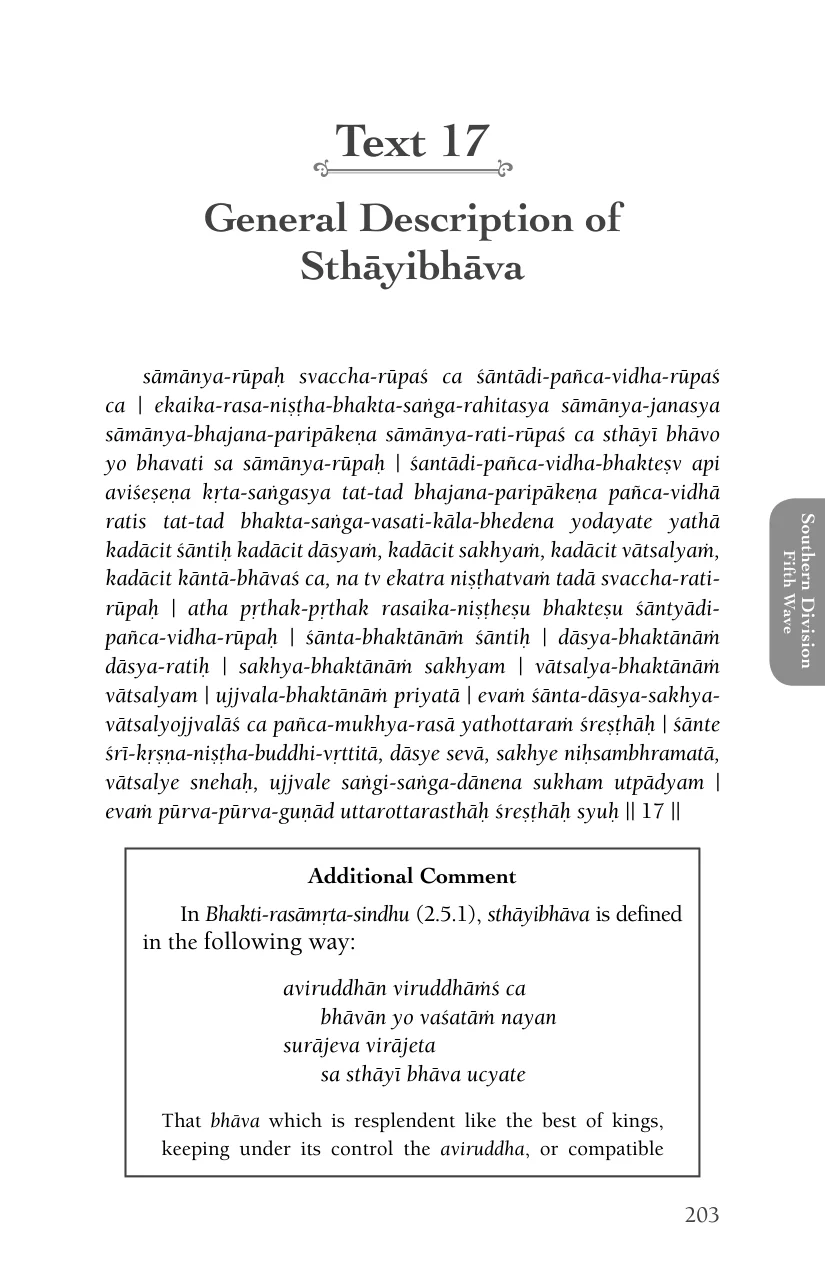 Text 17
General Description of
Sthāyibhāva
sāmānya-rūpaḥ svaccha-rūpaś ca śāntādi-pañca-vidha-rūpaś
ca | ekaika-rasa-niṣṭha-bhakta-saṅga-rahitasya sāmānya-janasya
sāmānya-bhajana-paripākeṇa sāmānya-rati-rūpaś ca sthāyī bhāvo
yo bhavati sa sāmānya-rūpaḥ | śantādi-pañca-vidha-bhakteṣv api
aviśeṣeṇa kṛta-saṅgasya tat-tad bhajana-paripākeṇa pañca-vidhā
ratis tat-tad bhakta-saṅga-vasati-kāla-bhedena yodayate yathā
kadācit śāntiḥ kadācit dāsyaṁ, kadācit sakhyaṁ, kadācit vātsalyaṁ,
kadācit kāntā-bhāvaś ca, na tv ekatra niṣṭhatvaṁ tadā svaccha-rati-
rūpaḥ | atha pṛthak-pṛthak rasaika-niṣṭheṣu bhakteṣu śāntyādi-
pañca-vidha-rūpaḥ | śānta-bhaktānāṁ śāntiḥ | dāsya-bhaktānāṁ
dāsya-ratiḥ | sakhya-bhaktānāṁ sakhyam | vātsalya-bhaktānāṁ
vātsalyam | ujjvala-bhaktānāṁ priyatā | evaṁ śānta-dāsya-sakhya-
vātsalyojjvalāś ca pañca-mukhya-rasā yathottaraṁ śreṣṭhāḥ | śānte
śrī-kṛṣṇa-niṣṭha-buddhi-vṛttitā, dāsye sevā, sakhye niḥsambhramatā,
vātsalye snehaḥ, ujjvale saṅgi-saṅga-dānena sukham utpādyam |
evaṁ pūrva-pūrva-guṇād uttarottarasthāḥ śreṣṭhāḥ syuḥ || 17 ||
Additional Comment
In Bhakti-rasāmṛta-sindhu (2.5.1), sthāyibhāva is defined
in the following way:
aviruddhān viruddhāṁś ca
bhāvān yo vaśatāṁ nayan
surājeva virājeta
sa sthāyī bhāva ucyate
That bhāva which is resplendent like the best of kings,
keeping under its control the aviruddha, or compatible
Southern Division
Fifth Wave
203